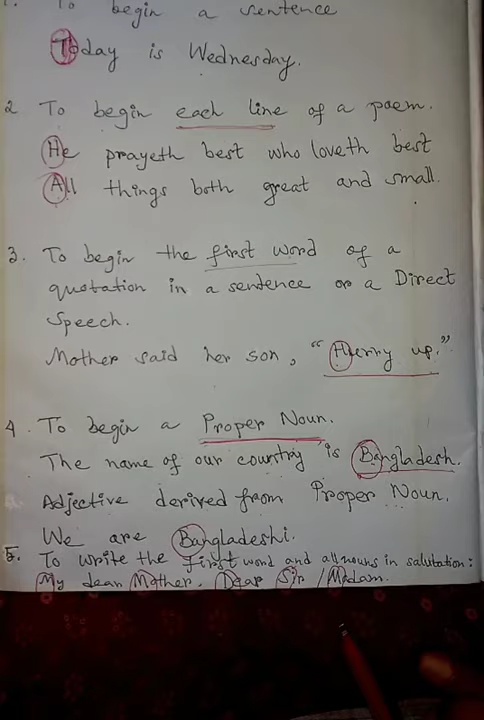 1. To begin a sentence
Today is Wednesday.
2 To begin each line of a poem.
He prayeth best who loveth best
All things both great and small.
3. To begin the first word of a
quotation in a sentence or a Direct
Speech.
Mother said her son, "Hurry up."
4. To begin a Proper Noun.
The name of our country is Bangladesh.
Adjective derived from Proper Noun.
We are Bangladeshi.
5. To write the first word and all nouns in salutation:
My dear Mother. Dear Sir / Madam.